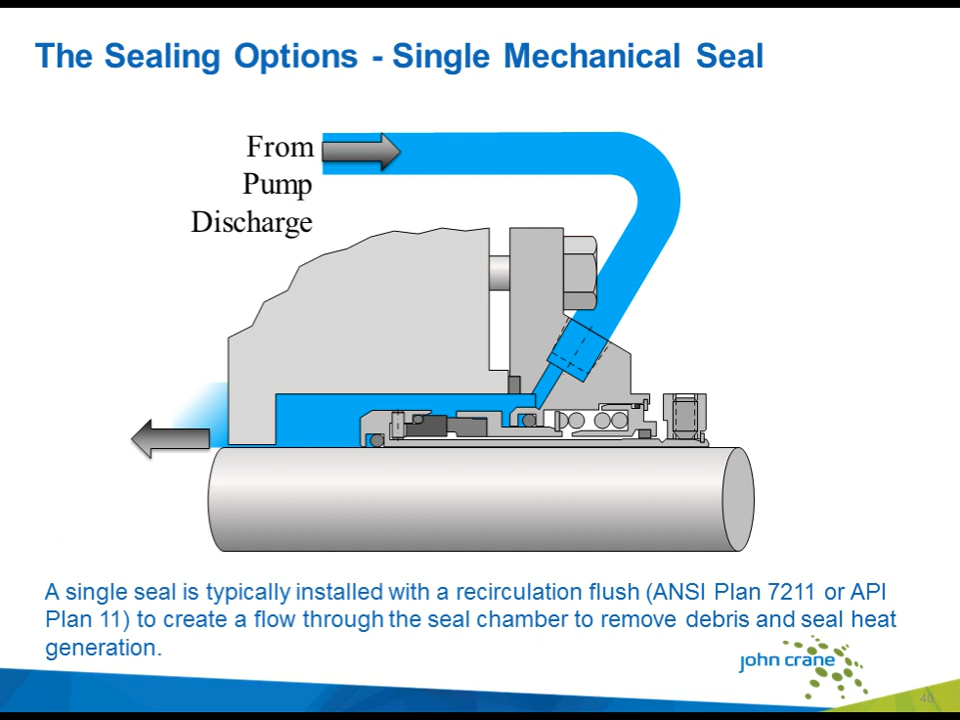 The Sealing Options - Single Mechanical Seal
From
Pump
Discharge
A single seal is typically installed with a recirculation flush (ANSI Plan 7211 or API
Plan 11) to create a flow through the seal chamber to remove debris and seal heat
generation.
john crane
40